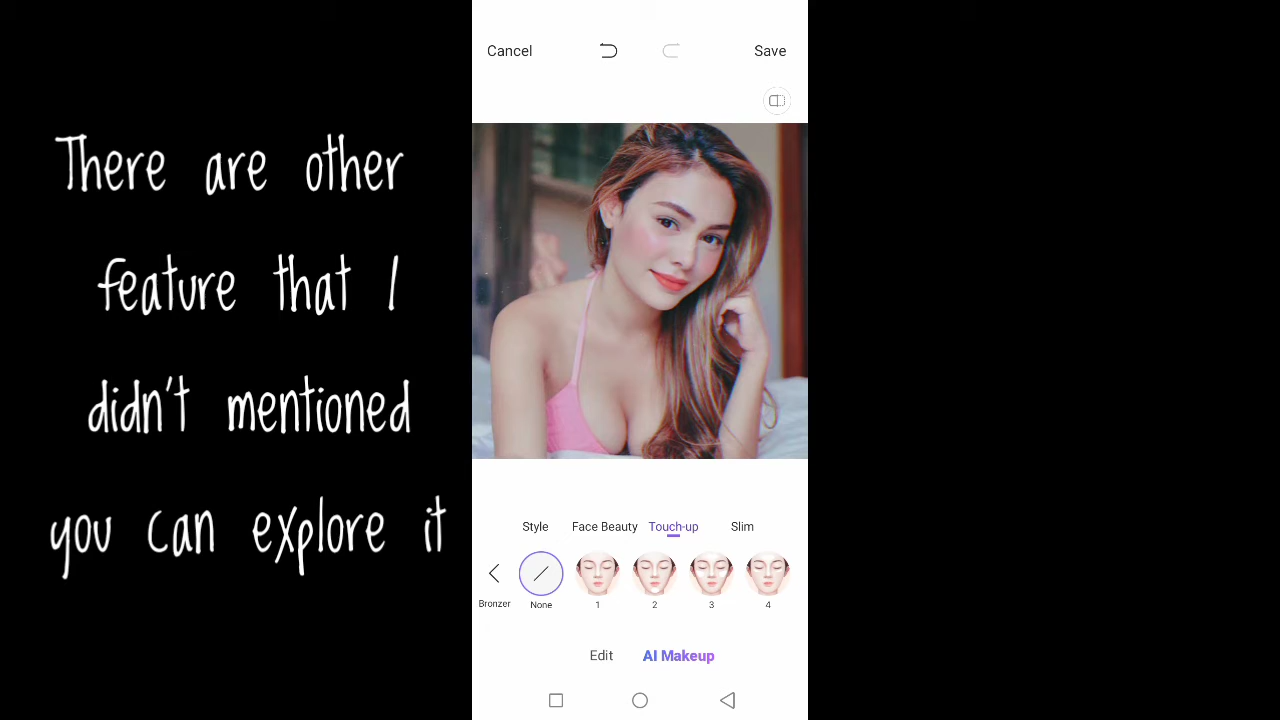 There are other
feature that I
didn't mentioned
you can explore it
Cancel
Save
Style Face Beauty Touch-up Slim
Bronzer None 1 2 3 4
Edit AI Makeup